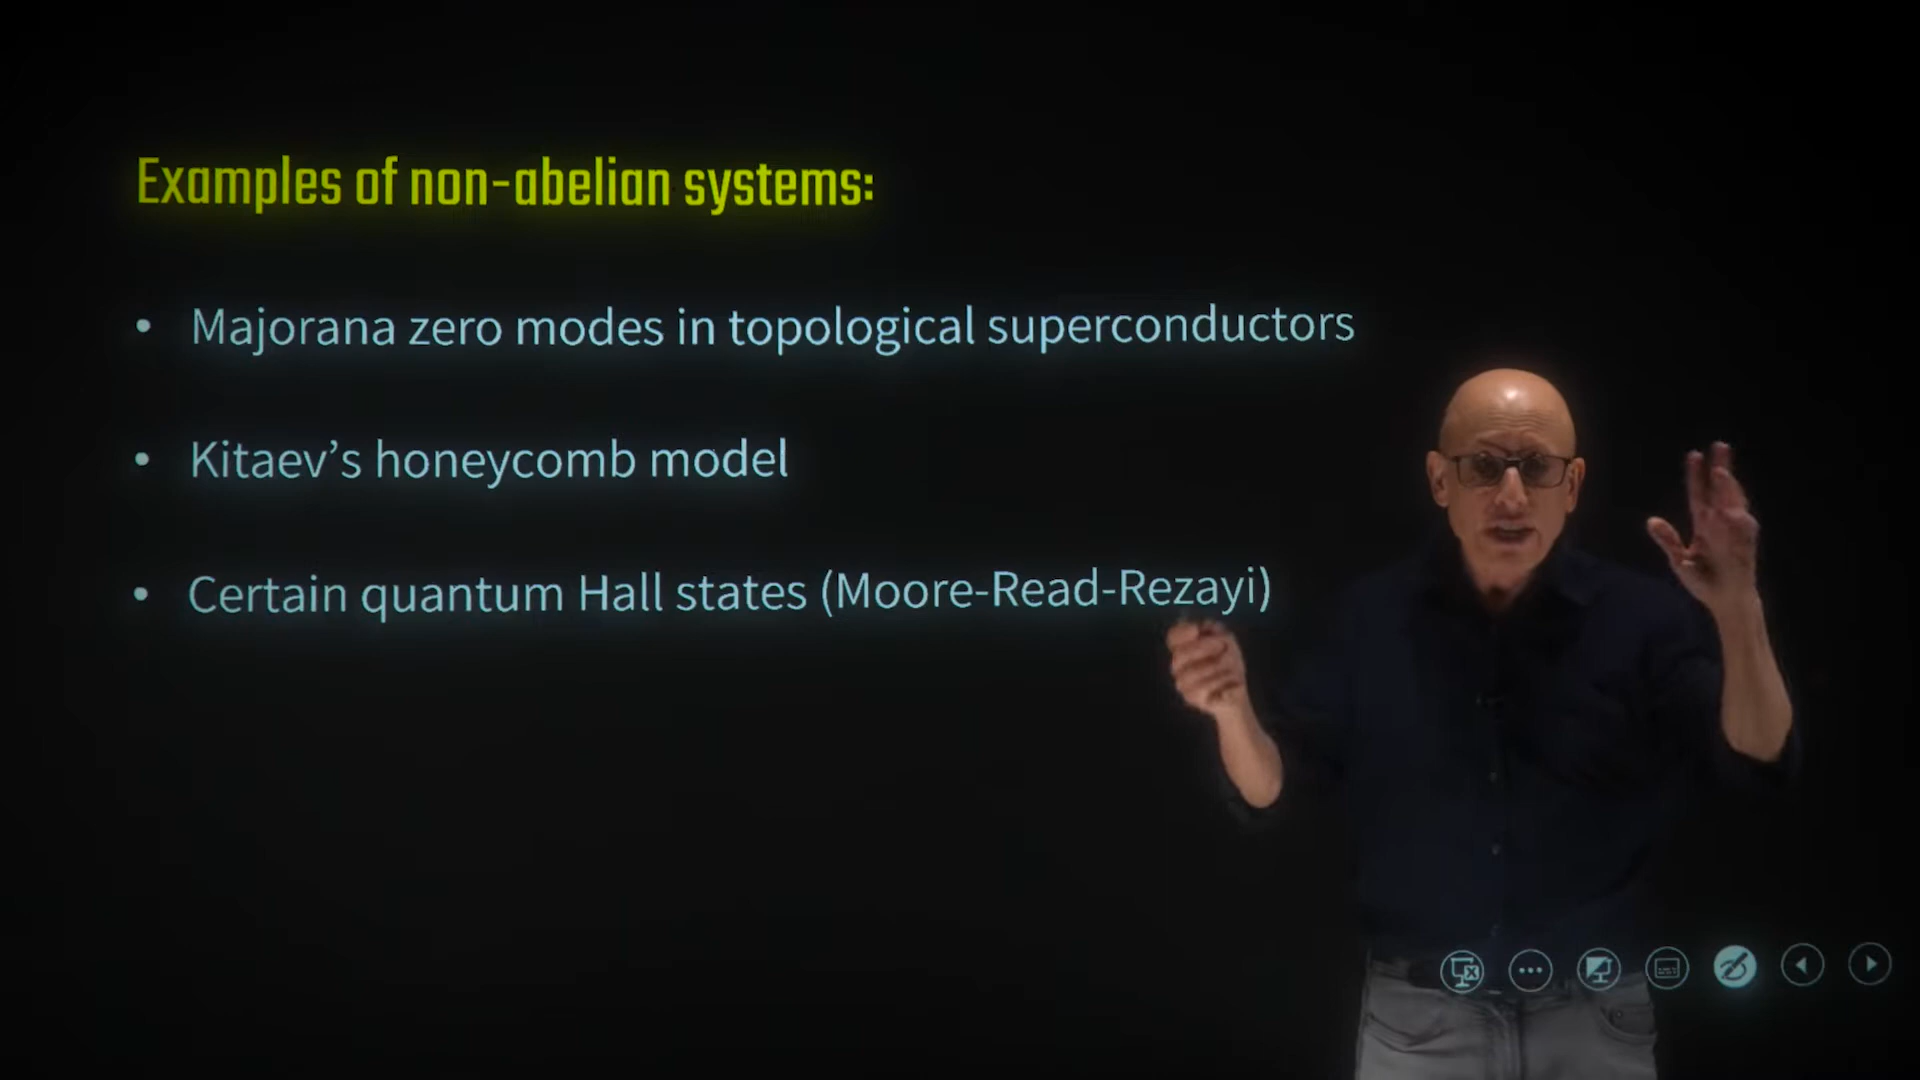 Examples of non-abelian systems:
• Majorana zero modes in topological superconductors
• Kitaev’s honeycomb model
• Certain quantum Hall states (Moore-Read-Rezayi)